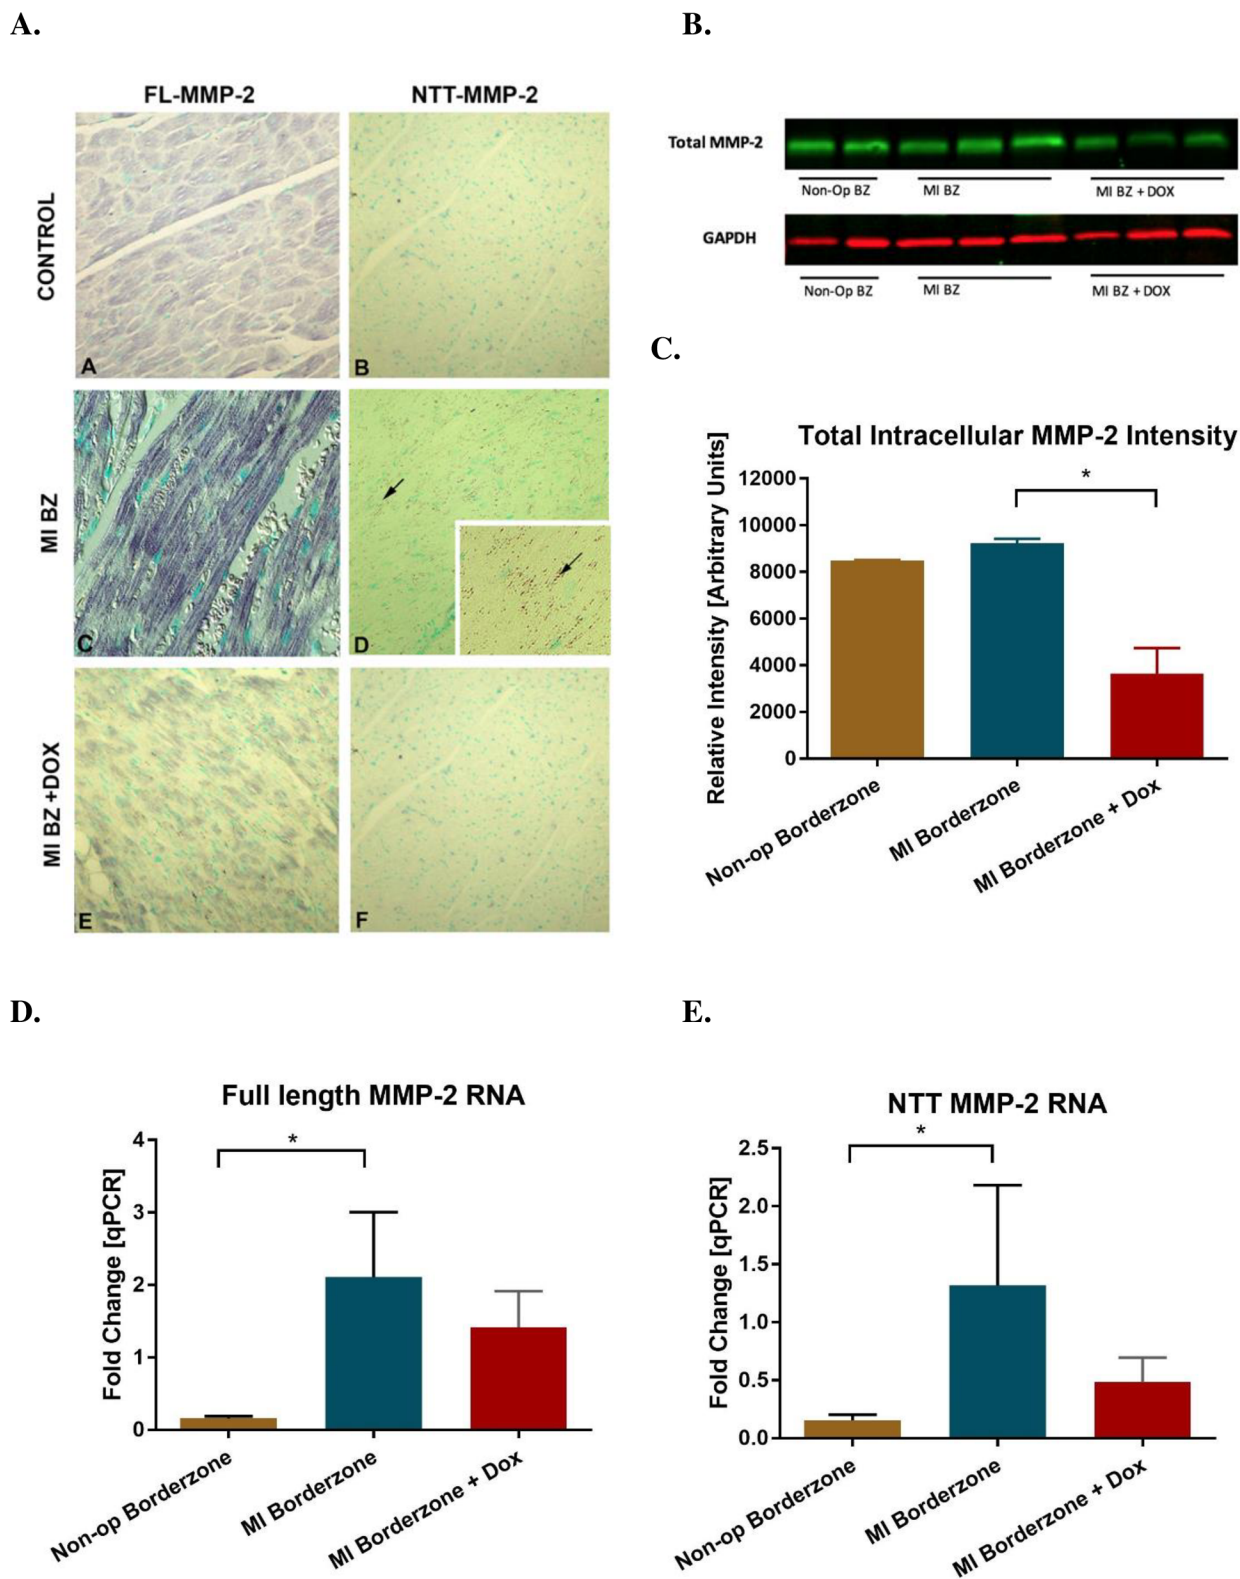 A.
B.
FL-MMP-2
NTT-MMP-2
CONTROL
MI BZ
MI BZ +DOX
A
B
C
D
E
F
Total MMP-2
Non-Op BZ
MI BZ
MI BZ + DOX
GAPDH
Non-Op BZ
MI BZ
MI BZ + DOX
C.
Total Intracellular MMP-2 Intensity
Relative Intensity [Arbitrary Units]
12000
10000
8000
6000
4000
2000
0
*
Non-op Borderzone
MI Borderzone
MI Borderzone + Dox
D.
Full length MMP-2 RNA
Fold Change [qPCR]
4
3
2
1
0
*
Non-op Borderzone
MI Borderzone
MI Borderzone + Dox
E.
NTT MMP-2 RNA
Fold Change [qPCR]
2.5
2.0
1.5
1.0
0.5
0.0
*
Non-op Borderzone
MI Borderzone
MI Borderzone + Dox